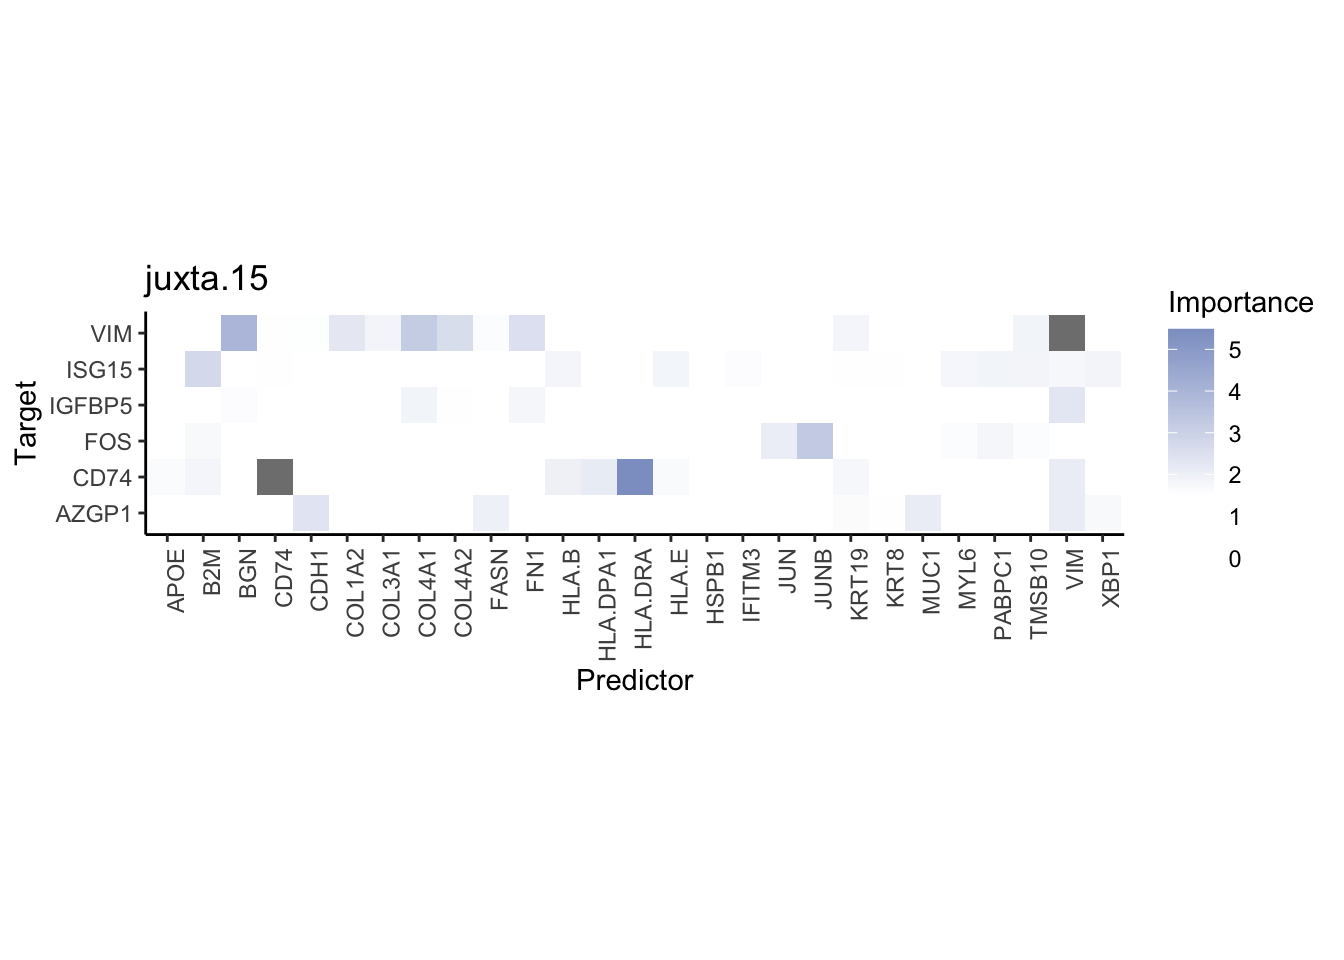 juxta.15
Target
VIM
ISG15
IGFBP5
FOS
CD74
AZGP1
APOE
B2M
BGN
CD74
CDH1
COL1A2
COL3A1
COL4A1
COL4A2
FASN
FN1
HLA.B
HLA.DPA1
HLA.DRA
HLA.E
HSPB1
IFITM3
JUN
JUNB
KRT19
KRT8
MUC1
MYL6
PABPC1
TMSB10
VIM
XBP1
Predictor
Importance
5
4
3
2
1
0